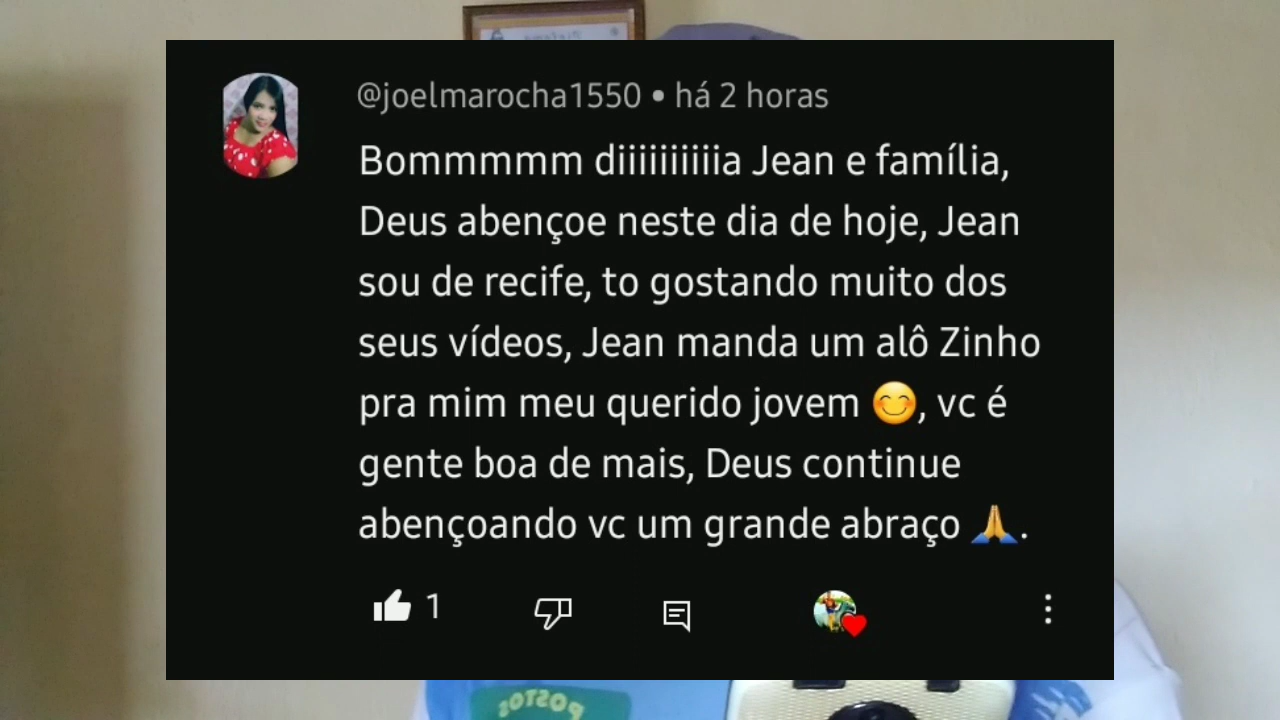 @joelmarocha1550 • há 2 horas
Bommmmm diiiiiiiiiia Jean e família,
Deus abençoe neste dia de hoje, Jean
sou de recife, to gostando muito dos
seus vídeos, Jean manda um alô Zinho
pra mim meu querido jovem 😊, vc é
gente boa de mais, Deus continue
abençoando vc um grande abraço 🙏.
1
POSTOS